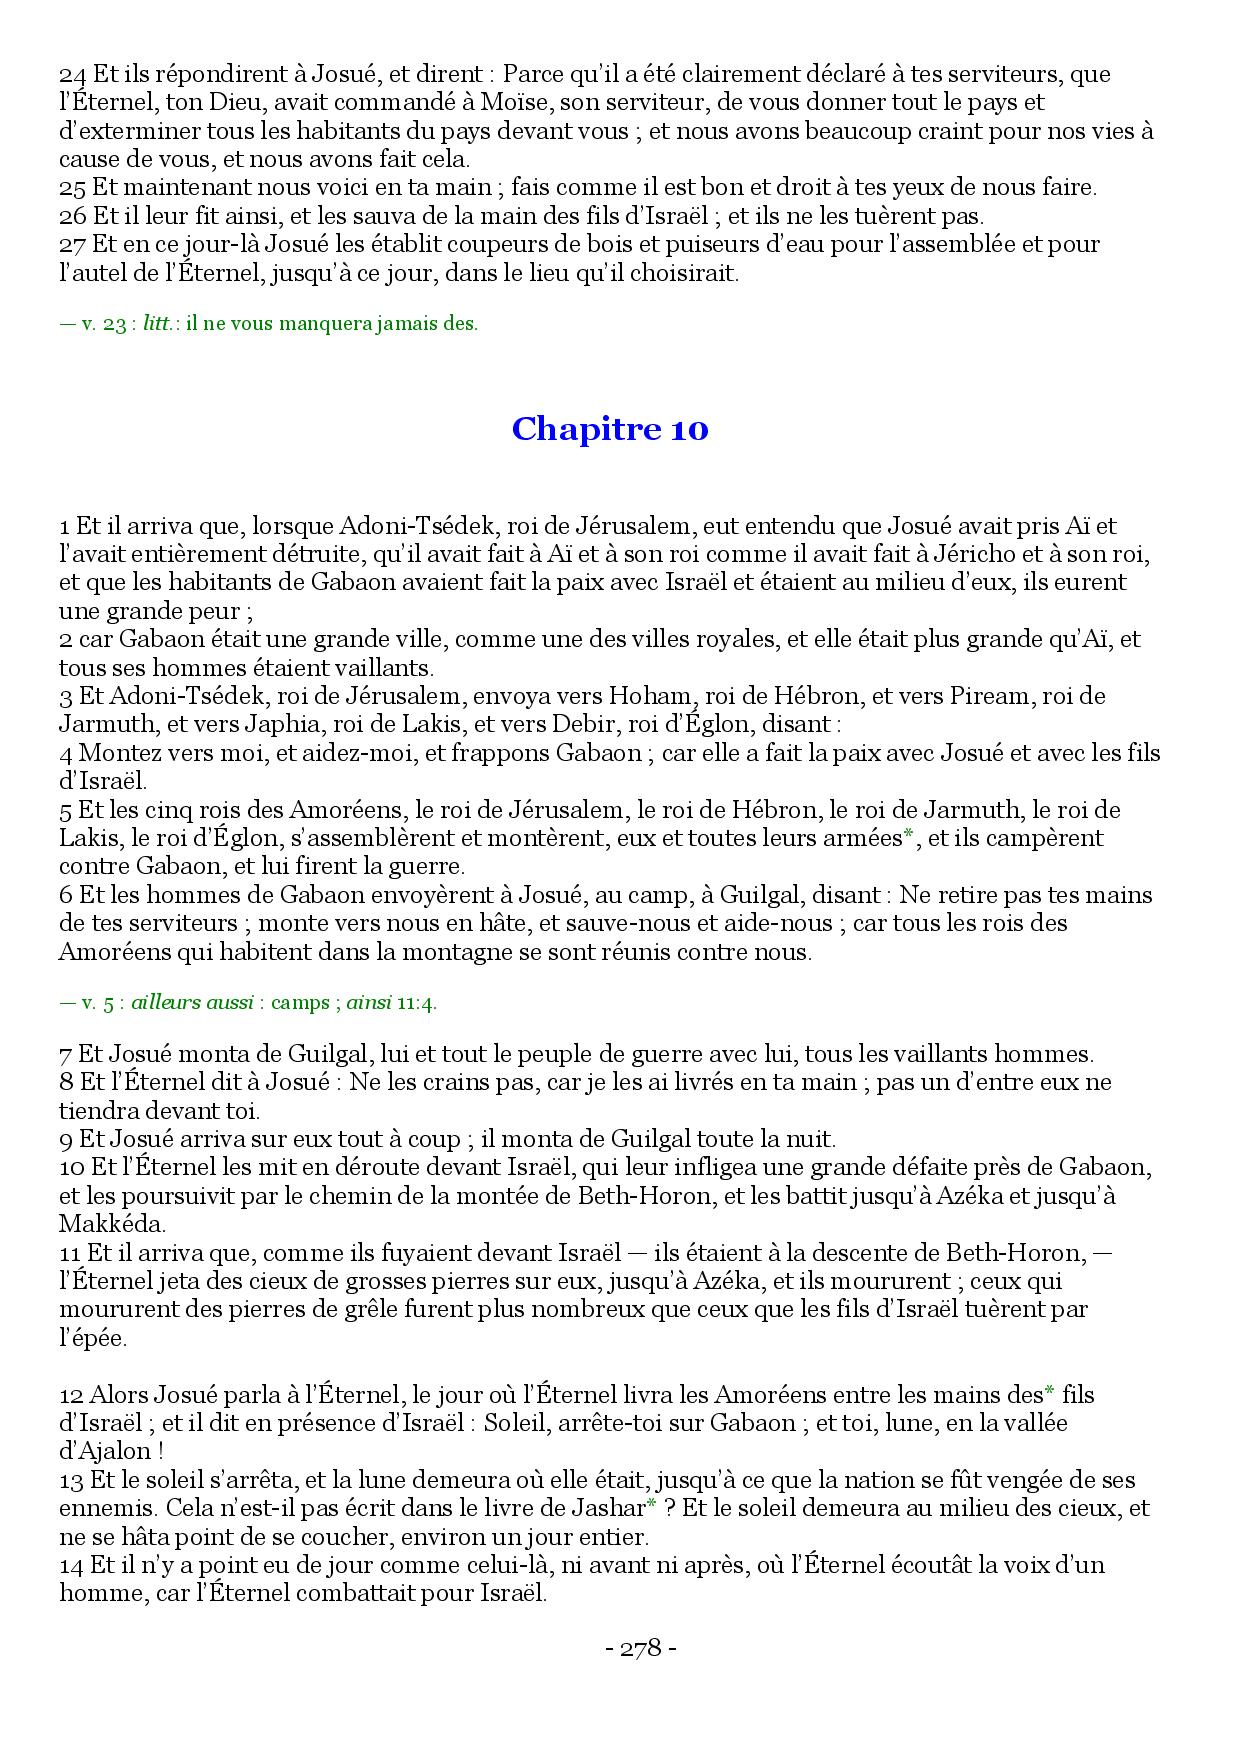 24 Et ils répondirent à Josué, et dirent : Parce qu’il a été clairement déclaré à tes serviteurs, que
l’Éternel, ton Dieu, avait commandé à Moïse, son serviteur, de vous donner tout le pays et
d’exterminer tous les habitants du pays devant vous ; et nous avons beaucoup craint pour nos vies à
cause de vous, et nous avons fait cela.
25 Et maintenant nous voici en ta main ; fais comme il est bon et droit à tes yeux de nous faire.
26 Et il leur fit ainsi, et les sauva de la main des fils d’Israël ; et ils ne les tuèrent pas.
27 Et en ce jour-là Josué les établit coupeurs de bois et puiseurs d’eau pour l’assemblée et pour
l’autel de l’Éternel, jusqu’à ce jour, dans le lieu qu’il choisirait.
— v. 23 : litt.: il ne vous manquera jamais des.
Chapitre 10
1 Et il arriva que, lorsque Adoni-Tsédek, roi de Jérusalem, eut entendu que Josué avait pris Aï et
l’avait entièrement détruite, qu’il avait fait à Aï et à son roi comme il avait fait à Jéricho et à son roi,
et que les habitants de Gabaon avaient fait la paix avec Israël et étaient au milieu d’eux, ils eurent
une grande peur ;
2 car Gabaon était une grande ville, comme une des villes royales, et elle était plus grande qu’Aï, et
tous ses hommes étaient vaillants.
3 Et Adoni-Tsédek, roi de Jérusalem, envoya vers Hoham, roi de Hébron, et vers Piream, roi de
Jarmuth, et vers Japhia, roi de Lakis, et vers Debir, roi d’Églon, disant :
4 Montez vers moi, et aidez-moi, et frappons Gabaon ; car elle a fait la paix avec Josué et avec les fils
d’Israël.
5 Et les cinq rois des Amoréens, le roi de Jérusalem, le roi de Hébron, le roi de Jarmuth, le roi de
Lakis, le roi d’Églon, s’assemblèrent et montèrent, eux et toutes leurs armées*, et ils campèrent
contre Gabaon, et lui firent la guerre.
6 Et les hommes de Gabaon envoyèrent à Josué, au camp, à Guilgal, disant : Ne retire pas tes mains
de tes serviteurs ; monte vers nous en hâte, et sauve-nous et aide-nous ; car tous les rois des
Amoréens qui habitent dans la montagne se sont réunis contre nous.
— v. 5 : ailleurs aussi : camps ; ainsi 11:4.
7 Et Josué monta de Guilgal, lui et tout le peuple de guerre avec lui, tous les vaillants hommes.
8 Et l’Éternel dit à Josué : Ne les crains pas, car je les ai livrés en ta main ; pas un d’entre eux ne
tiendra devant toi.
9 Et Josué arriva sur eux tout à coup ; il monta de Guilgal toute la nuit.
10 Et l’Éternel les mit en déroute devant Israël, qui leur infligea une grande défaite près de Gabaon,
et les poursuivit par le chemin de la montée de Beth-Horon, et les battit jusqu’à Azéka et jusqu’à
Makkéda.
11 Et il arriva que, comme ils fuyaient devant Israël — ils étaient à la descente de Beth-Horon, —
l’Éternel jeta des cieux de grosses pierres sur eux, jusqu’à Azéka, et ils moururent ; ceux qui
moururent des pierres de grêle furent plus nombreux que ceux que les fils d’Israël tuèrent par
l’épée.
12 Alors Josué parla à l’Éternel, le jour où l’Éternel livra les Amoréens entre les mains des* fils
d’Israël ; et il dit en présence d’Israël : Soleil, arrête-toi sur Gabaon ; et toi, lune, en la vallée
d’Ajalon !
13 Et le soleil s’arrêta, et la lune demeura où elle était, jusqu’à ce que la nation se fût vengée de ses
ennemis. Cela n’est-il pas écrit dans le livre de Jashar* ? Et le soleil demeura au milieu des cieux, et
ne se hâta point de se coucher, environ un jour entier.
14 Et il n’y a point eu de jour comme celui-là, ni avant ni après, où l’Éternel écoutât la voix d’un
homme, car l’Éternel combattait pour Israël.
- 278 -